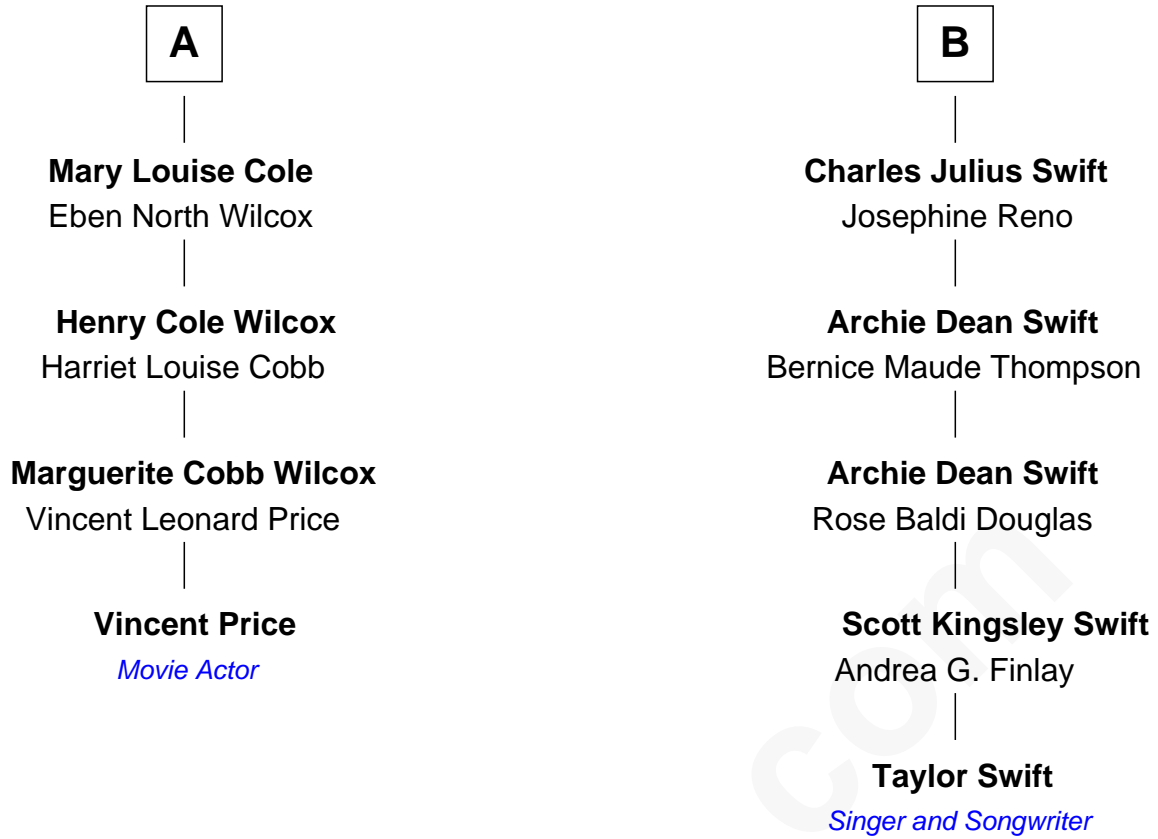 A
Mary Louise Cole
Eben North Wilcox
Henry Cole Wilcox
Harriet Louise Cobb
Marguerite Cobb Wilcox
Vincent Leonard Price
Vincent Price
Movie Actor
B
Charles Julius Swift
Josephine Reno
Archie Dean Swift
Bernice Maude Thompson
Archie Dean Swift
Rose Baldi Douglas
Scott Kingsley Swift
Andrea G. Finlay
Taylor Swift
Singer and Songwriter
com